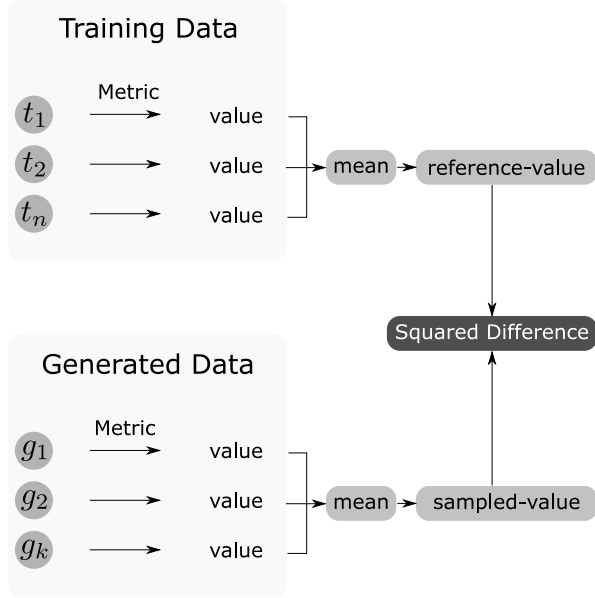 Training Data
Metric
t1 value
t2 value
tn value
mean
reference-value
Squared Difference
Generated Data
Metric
g1 value
g2 value
gk value
mean
sampled-value